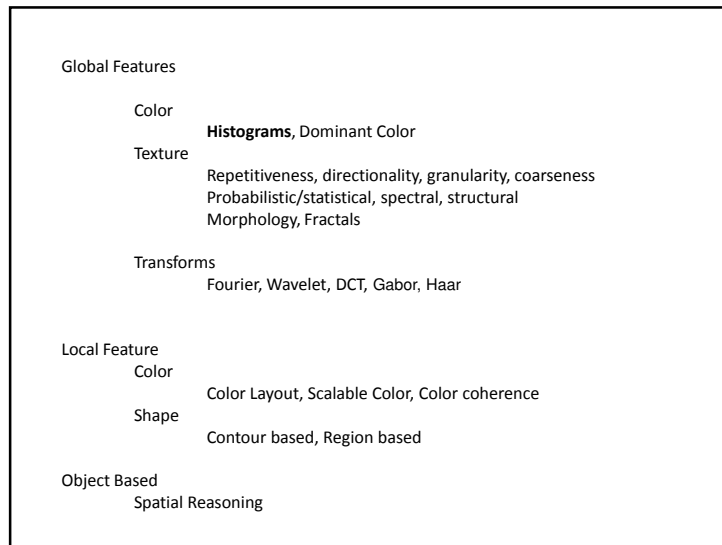 Global Features
Color
Histograms, Dominant Color
Texture
Repetitiveness, directionality, granularity, coarseness
Probabilistic/statistical, spectral, structural
Morphology, Fractals
Transforms
Fourier, Wavelet, DCT, Gabor, Haar
Local Feature
Color
Color Layout, Scalable Color, Color coherence
Shape
Contour based, Region based
Object Based
Spatial Reasoning